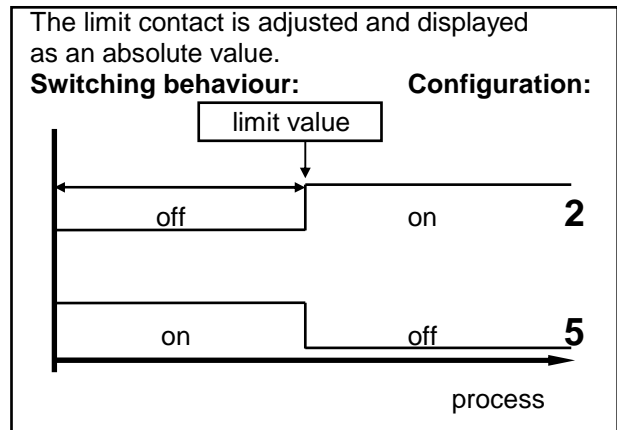 The limit contact is adjusted and displayed
as an absolute value.
Switching behaviour: Configuration:
limit value
off on 2
on off 5
process